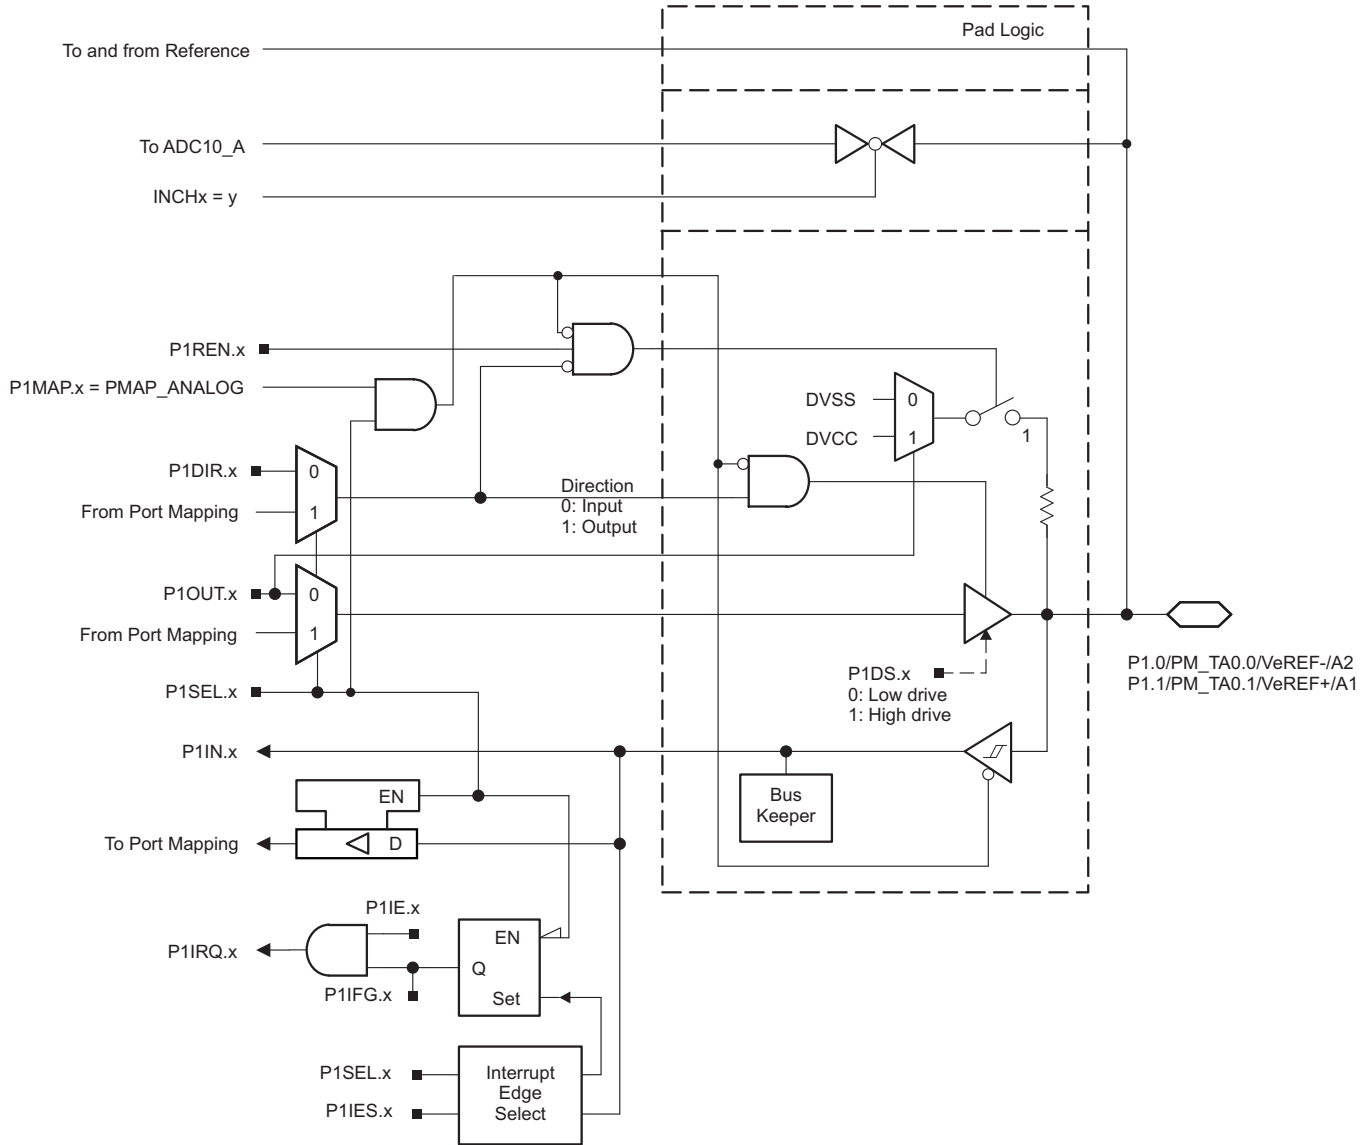 Pad Logic
To and from Reference
To ADC10_A
INCHx = y
P1REN.x
P1MAP.x = PMAP_ANALOG
DVSS
0
DVCC
1
1
P1DIR.x
0
From Port Mapping
1
Direction
0: Input
1: Output
P1OUT.x
0
From Port Mapping
1
P1SEL.x
P1DS.x
0: Low drive
1: High drive
P1.0/PM_TA0.0/VeREF-/A2
P1.1/PM_TA0.1/VeREF+/A1
P1IN.x
Bus
Keeper
EN
To Port Mapping
D
P1IE.x
P1IRQ.x
EN
Q
P1IFG.x
Set
P1SEL.x
P1IES.x
Interrupt
Edge
Select